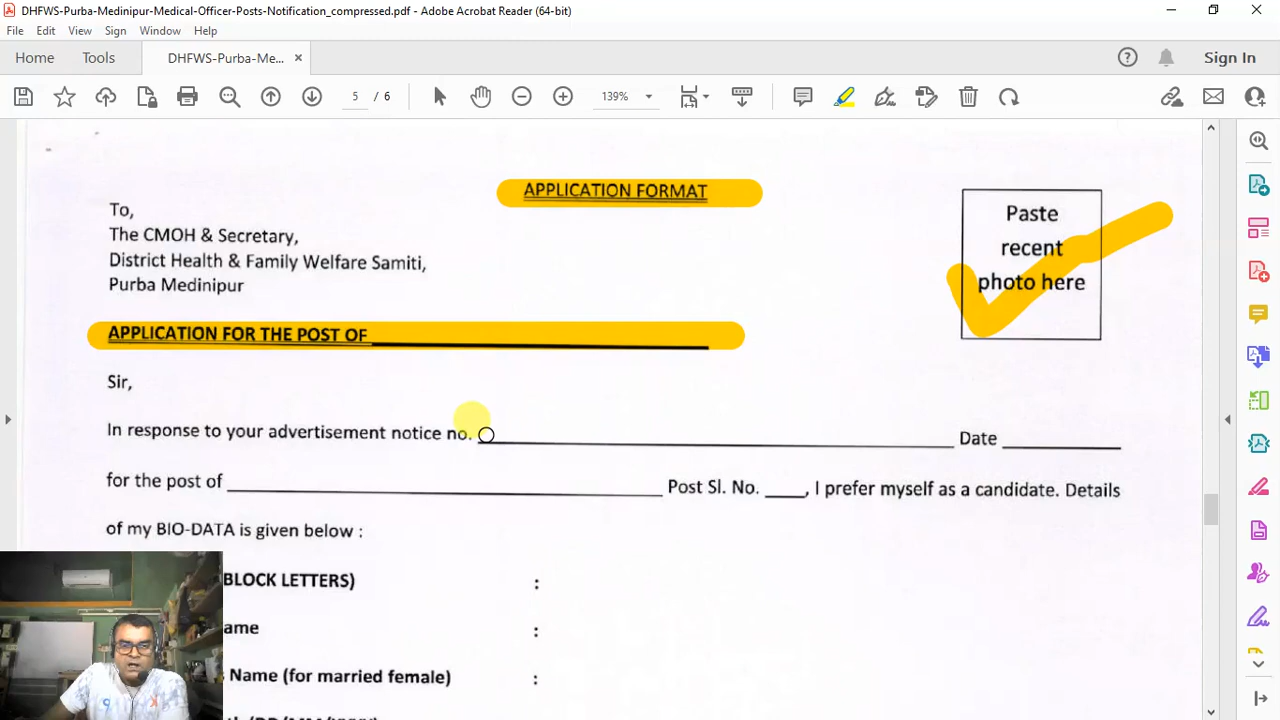 DHFWS-Purba-Medinipur-Medical-Officer-Posts-Notification_compressed.pdf - Adobe Acrobat Reader (64-bit)
File Edit View Sign Window Help
Home Tools DHFWS-Purba-Me... Sign In
5 / 6 139%
APPLICATION FORMAT
To,
The CMOH & Secretary,
District Health & Family Welfare Samiti,
Purba Medinipur
Paste
recent
photo here
APPLICATION FOR THE POST OF
Sir,
In response to your advertisement notice no. Date
for the post of Post Sl. No. , I prefer myself as a candidate. Details
of my BIO-DATA is given below :
BLOCK LETTERS) :
ame :
Name (for married female) :